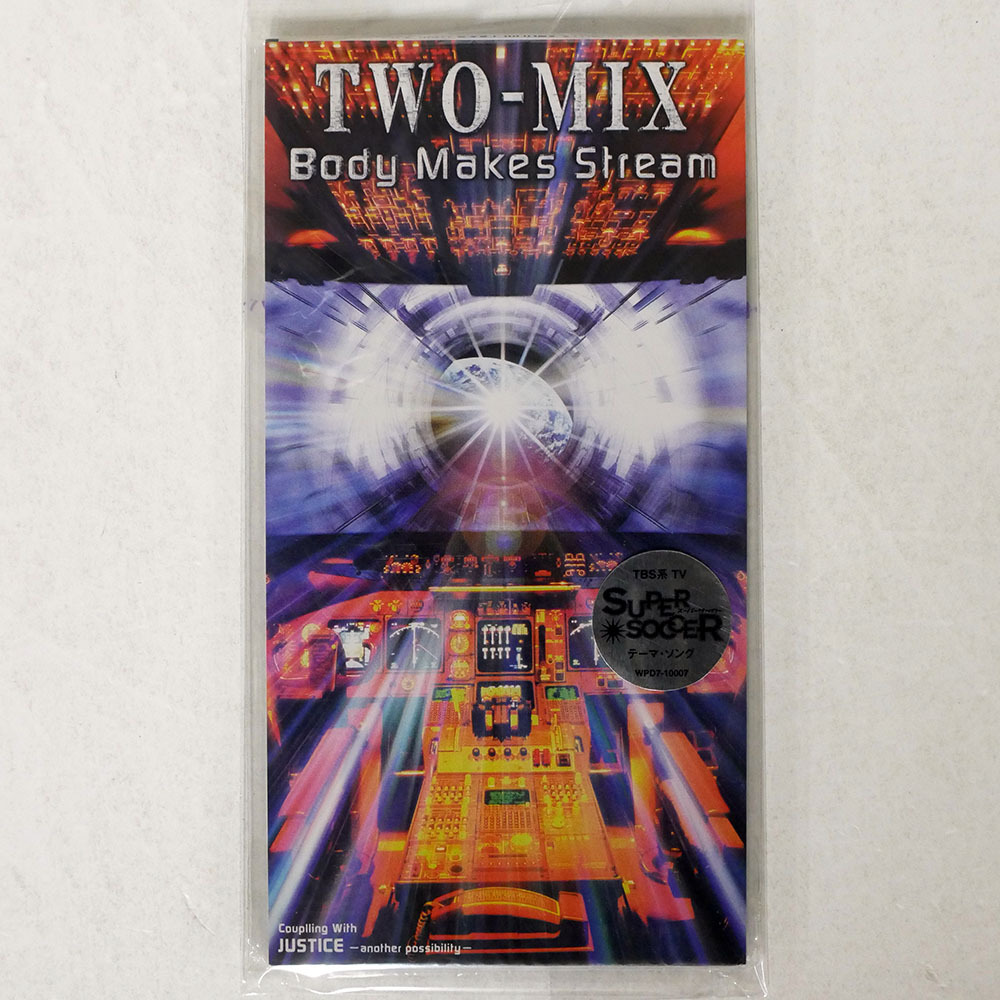 TWO-MIX
Body Makes Stream
TBS系 TV
SUPER
SOCCER
テーマ・ソング
WPD7-10007
Couplling With
JUSTICE —another possibility—